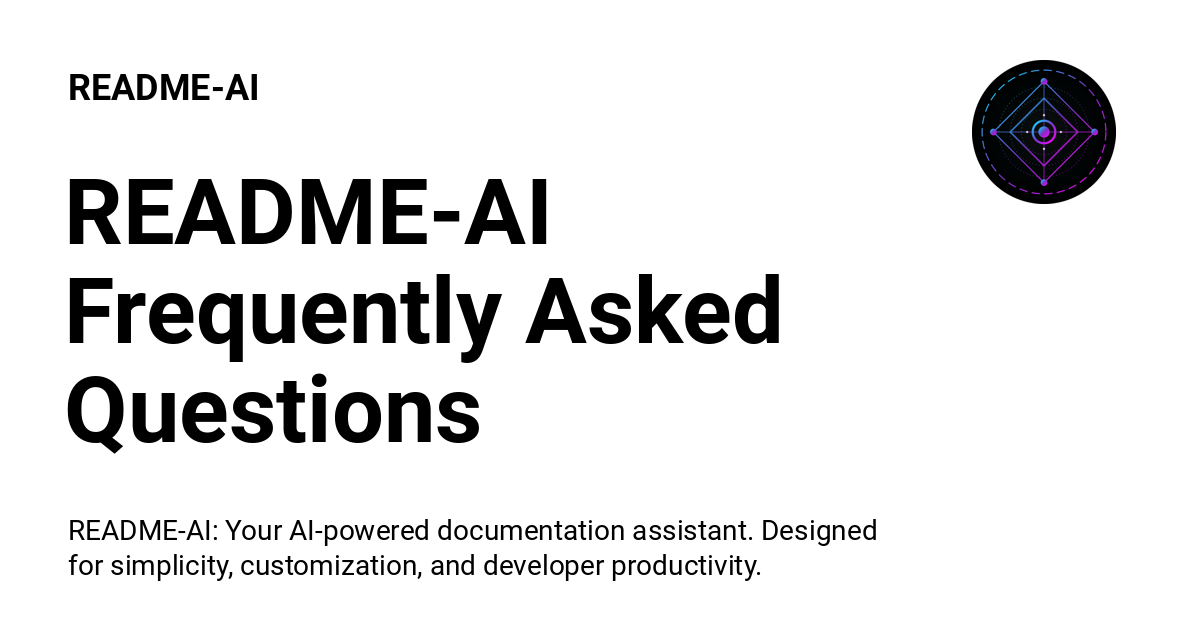 README-AI
README-AI
Frequently Asked
Questions
README-AI: Your AI-powered documentation assistant. Designed
for simplicity, customization, and developer productivity.